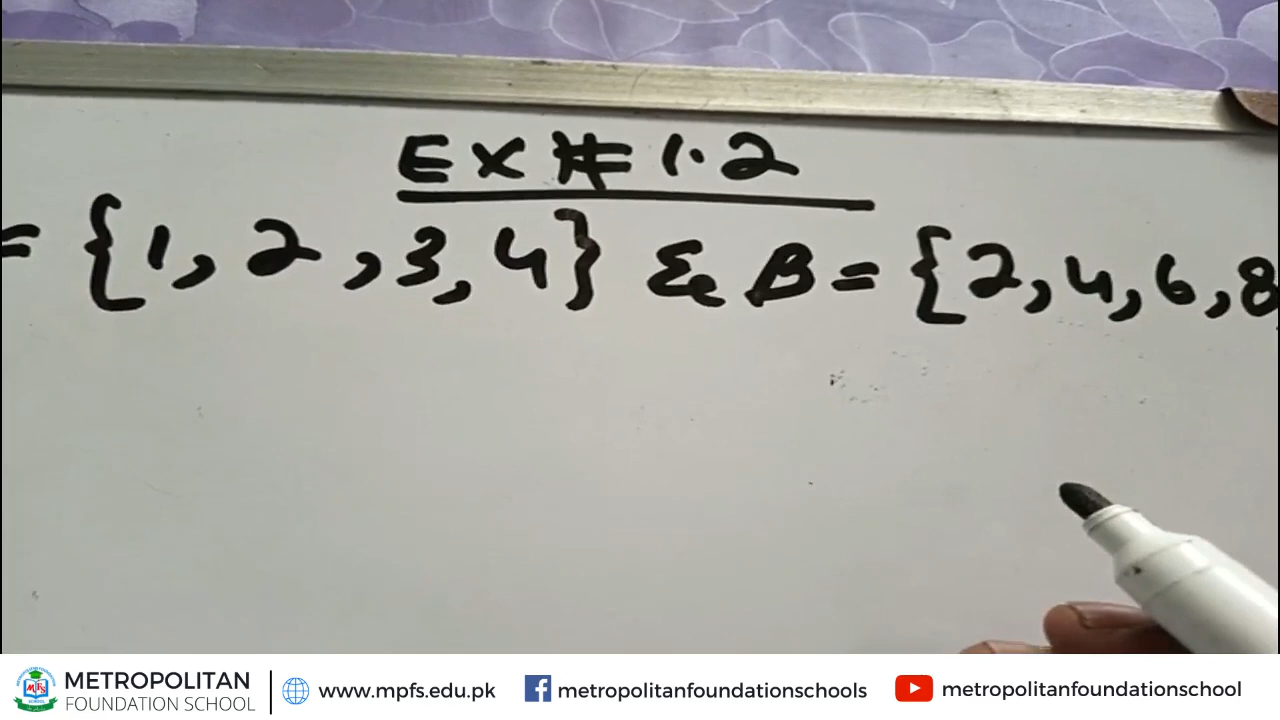 Ex # 1.2
= {1, 2, 3, 4} & B = {2, 4, 6, 8
METROPOLITAN
FOUNDATION SCHOOL
MPFS
www.mpfs.edu.pk
metropolitanfoundationschools
metropolitanfoundationschool